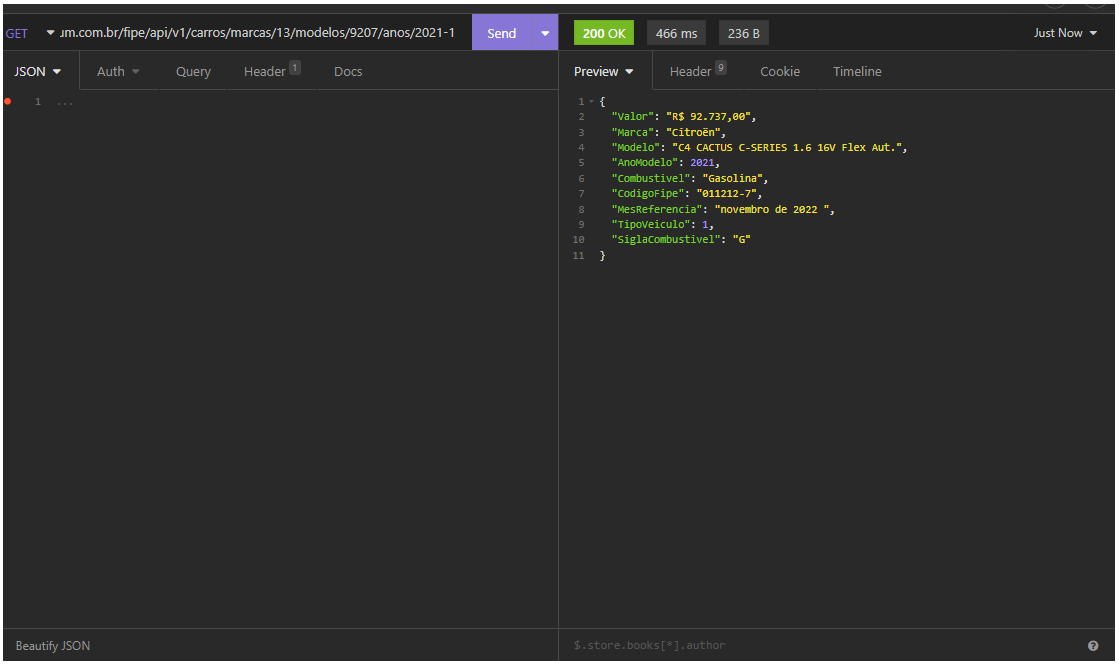 GET ım.com.br/fipe/api/v1/carros/marcas/13/modelos/9207/anos/2021-1 Send 200 OK 466 ms 236 B Just Now
JSON Auth Query Header 1 Docs Preview Header 9 Cookie Timeline
1 ...
1 {
2 "Valor": "R$ 92.737,00",
3 "Marca": "Citroën",
4 "Modelo": "C4 CACTUS C-SERIES 1.6 16V Flex Aut.",
5 "AnoModelo": 2021,
6 "Combustivel": "Gasolina",
7 "CodigoFipe": "011212-7",
8 "MesReferencia": "novembro de 2022 ",
9 "TipoVeiculo": 1,
10 "SiglaCombustivel": "G"
11 }
Beautify JSON $.store.books[*].author